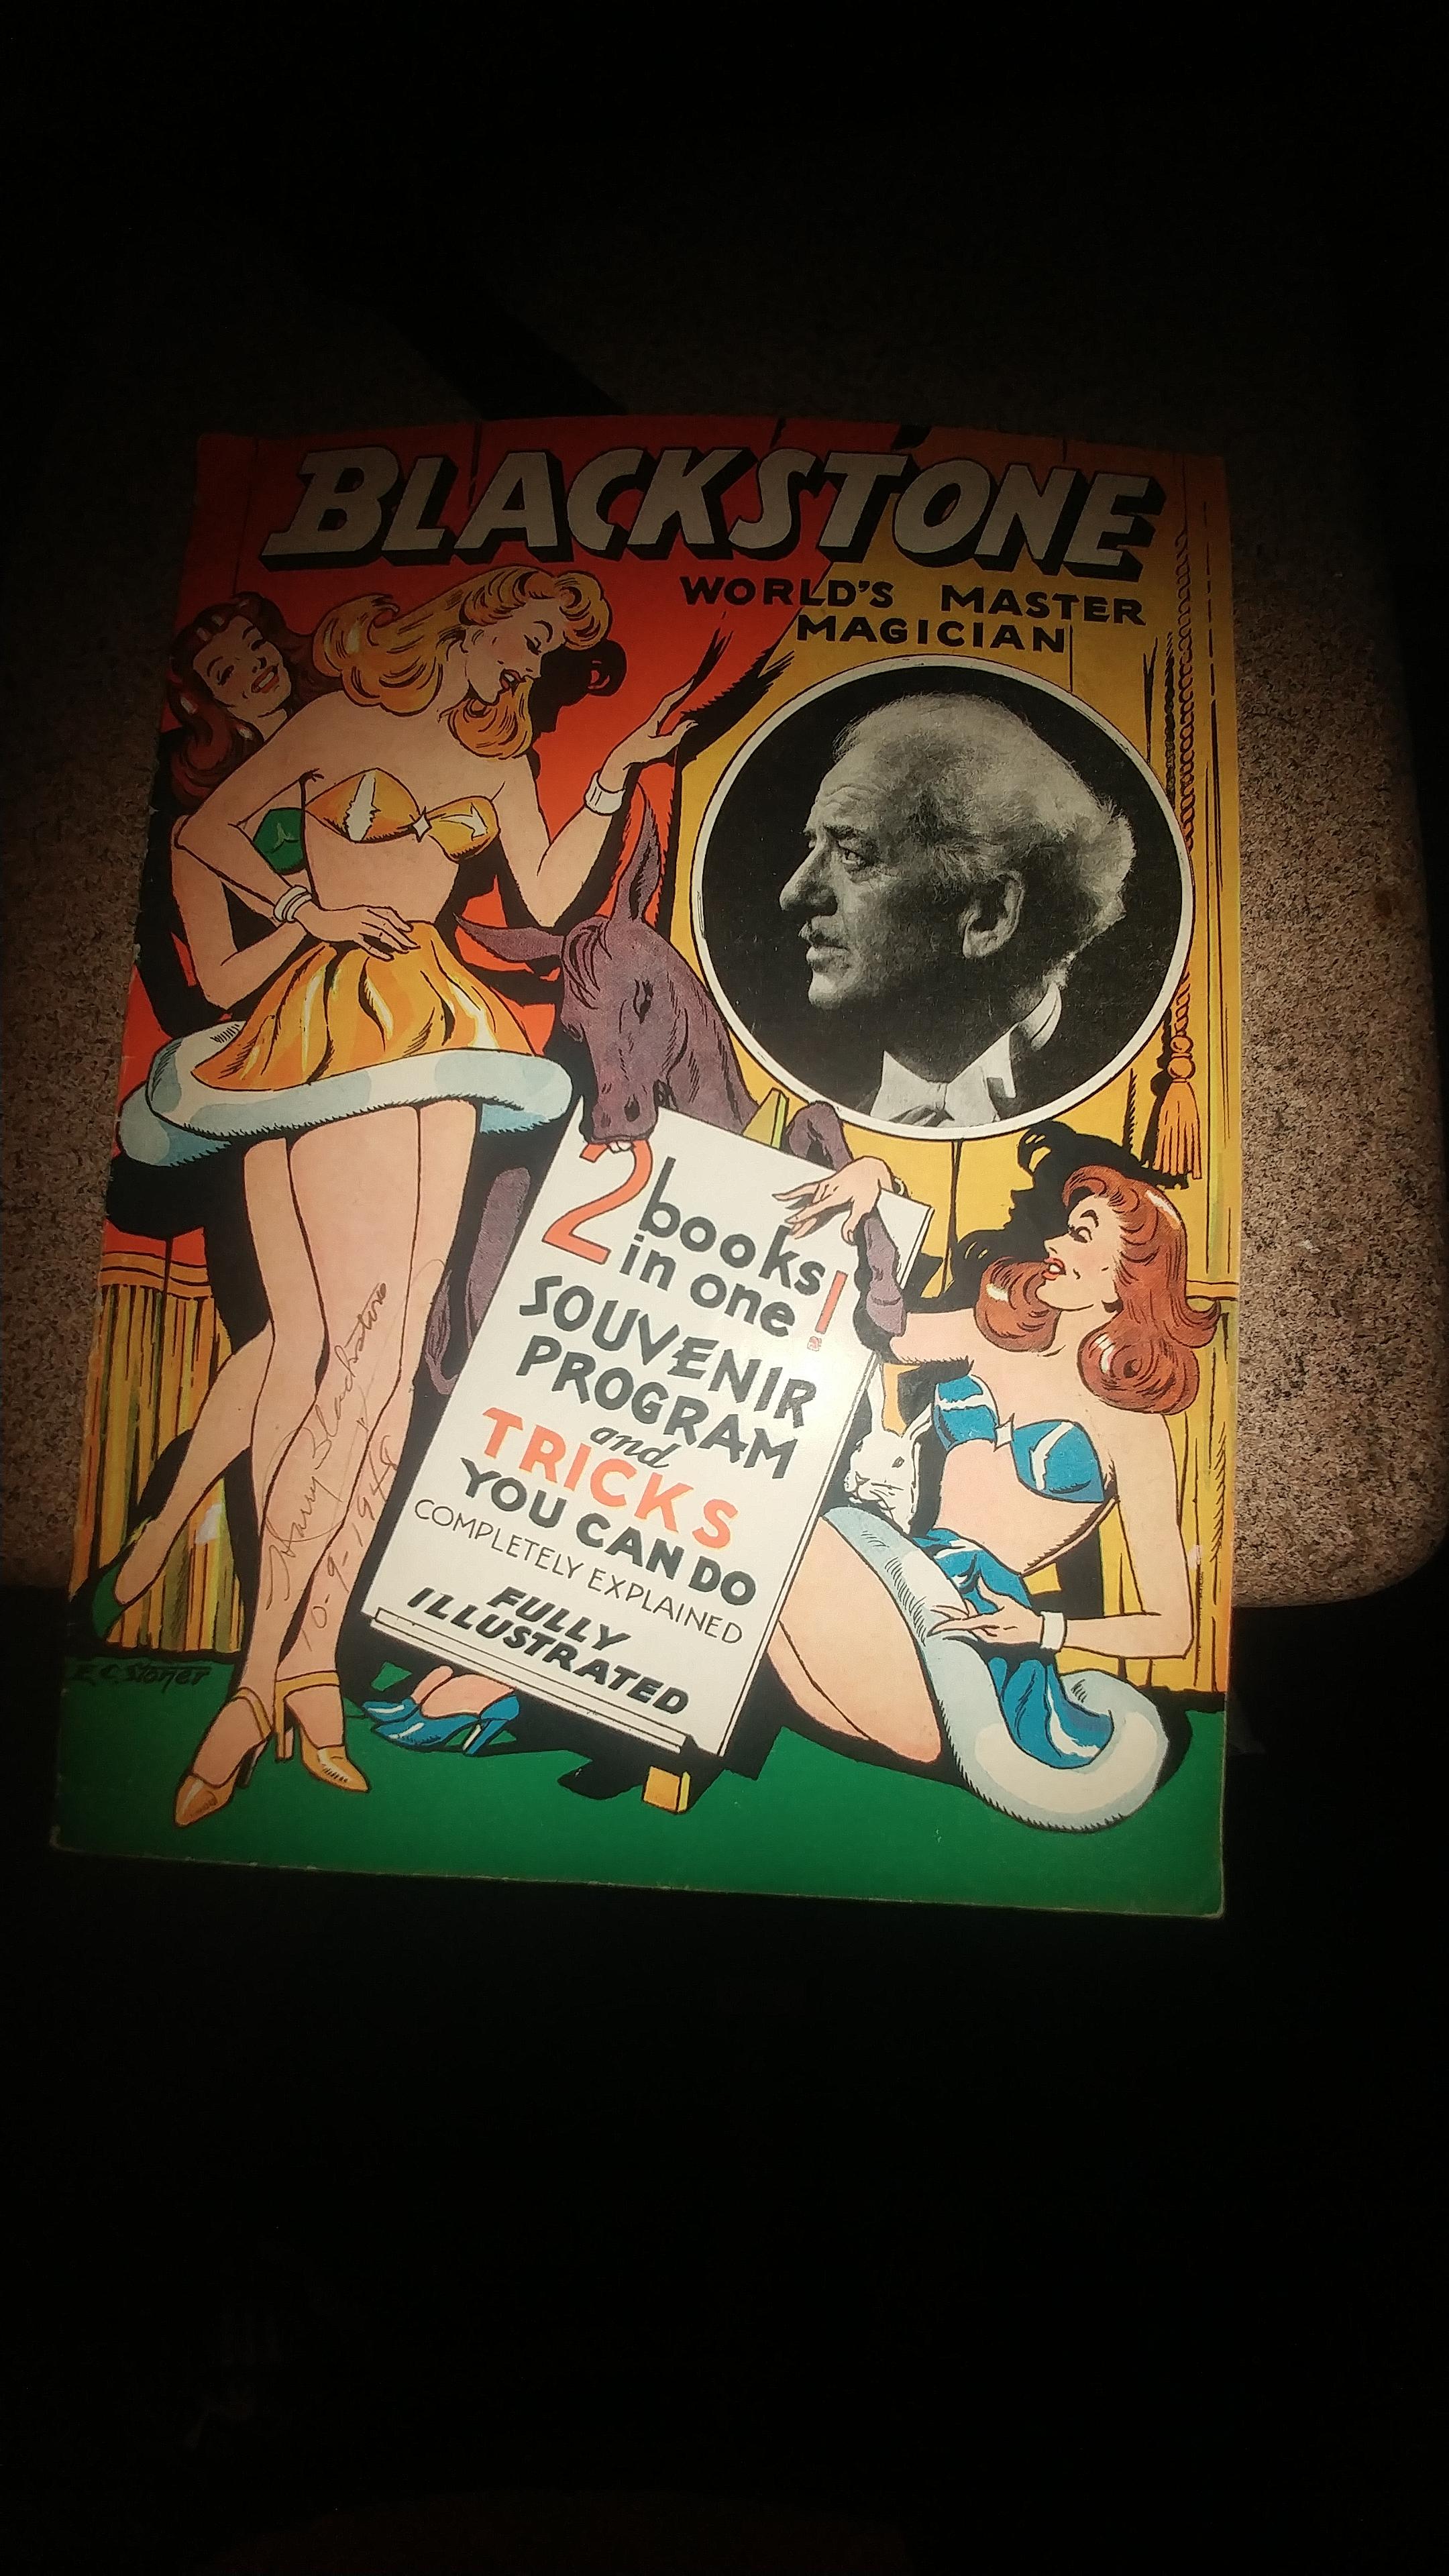 BLACKSTONE
WORLD'S MASTER
MAGICIAN
2 books
in one!
SOUVENIR
PROGRAM
and
TRICKS
YOU CAN DO
COMPLETELY EXPLAINED
FULLY
ILLUSTRATED
Harry Blackstone
10-9-1948
E.C. Stoner